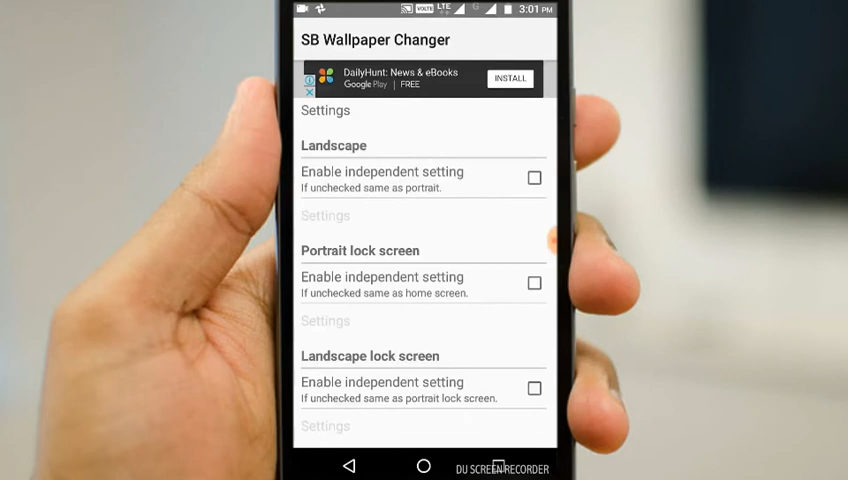 VOLTE LTE G 3:01 PM
SB Wallpaper Changer
DailyHunt: News & eBooks
Google Play | FREE
INSTALL
Settings
Landscape
Enable independent setting
If unchecked same as portrait.
Settings
Portrait lock screen
Enable independent setting
If unchecked same as home screen.
Settings
Landscape lock screen
Enable independent setting
If unchecked same as portrait lock screen.
Settings
DU SCREEN RECORDER